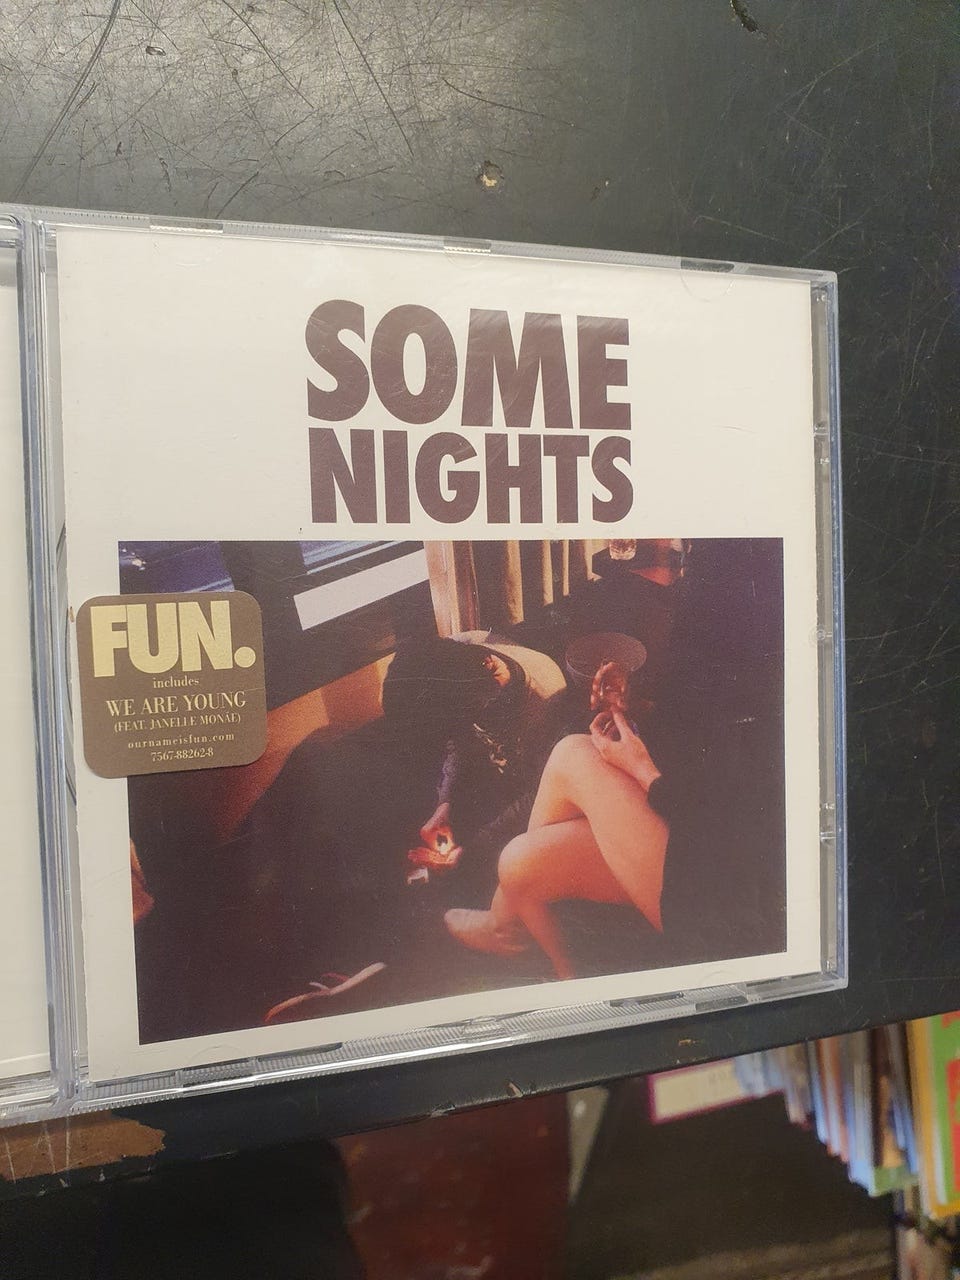 SOME
NIGHTS
FUN.
includes
WE ARE YOUNG
(FEAT. JANELLE MONÁE)
ournameisfun.com
7567-88262-8